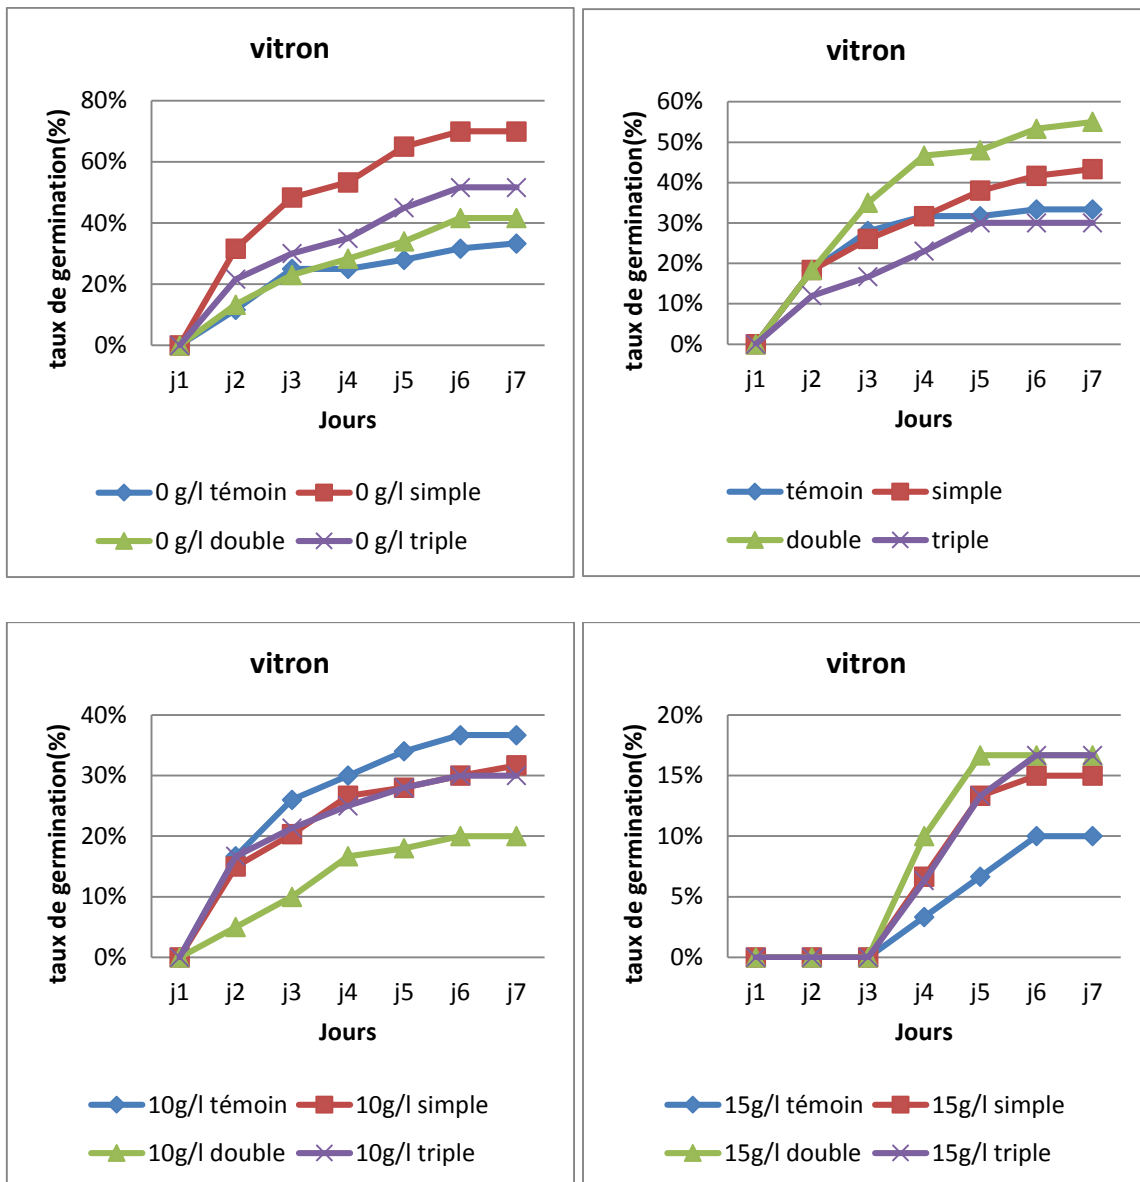 vitron
taux de germination(%)
80%
60%
40%
20%
0%
j1 j2 j3 j4 j5 j6 j7
Jours
0 g/l témoin 0 g/l simple
0 g/l double 0 g/l triple
vitron
taux de germination(%)
60%
50%
40%
30%
20%
10%
0%
j1 j2 j3 j4 j5 j6 j7
Jours
témoin simple
double triple
vitron
taux de germination(%)
40%
30%
20%
10%
0%
j1 j2 j3 j4 j5 j6 j7
Jours
10g/l témoin 10g/l simple
10g/l double 10g/l triple
vitron
taux de germination(%)
20%
15%
10%
5%
0%
j1 j2 j3 j4 j5 j6 j7
Jours
15g/l témoin 15g/l simple
15g/l double 15g/l triple